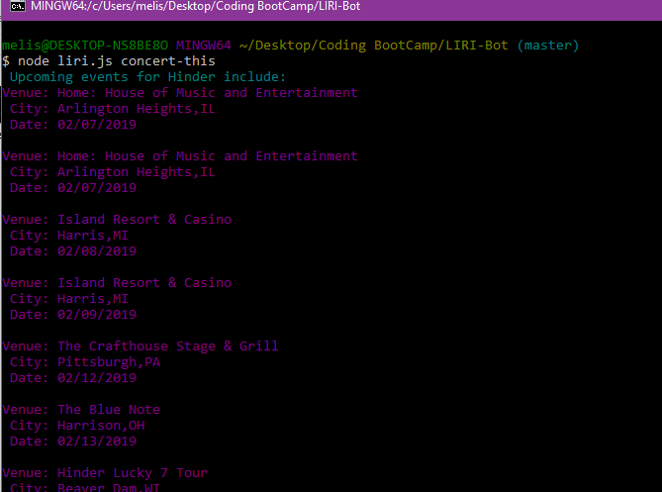 MINGW64:/c/Users/melis/Desktop/Coding BootCamp/LIRI-Bot
melis@DESKTOP-NS8BE8O MINGW64 ~/Desktop/Coding BootCamp/LIRI-Bot (master)
$ node liri.js concert-this
Upcoming events for Hinder include:
Venue: Home: House of Music and Entertainment
City: Arlington Heights,IL
Date: 02/07/2019
Venue: Home: House of Music and Entertainment
City: Arlington Heights,IL
Date: 02/07/2019
Venue: Island Resort & Casino
City: Harris,MI
Date: 02/08/2019
Venue: Island Resort & Casino
City: Harris,MI
Date: 02/09/2019
Venue: The Crafthouse Stage & Grill
City: Pittsburgh,PA
Date: 02/12/2019
Venue: The Blue Note
City: Harrison,OH
Date: 02/13/2019
Venue: Hinder Lucky 7 Tour
City: Beaver Dam,WI